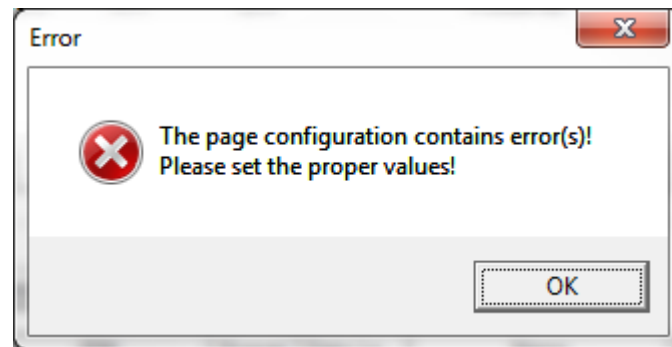 Error
The page configuration contains error(s)!
Please set the proper values!
OK